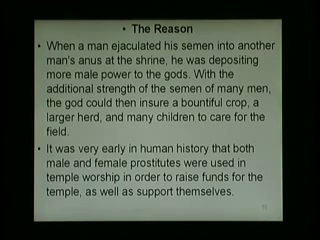 • The Reason
• When a man ejaculated his semen into another
man's anus at the shrine, he was depositing
more male power to the gods. With the
additional strength of the semen of many men,
the god could then insure a bountiful crop, a
larger herd, and many children to care for the
field.
• It was very early in human history that both
male and female prostitutes were used in
temple worship in order to raise funds for the
temple, as well as support themselves.